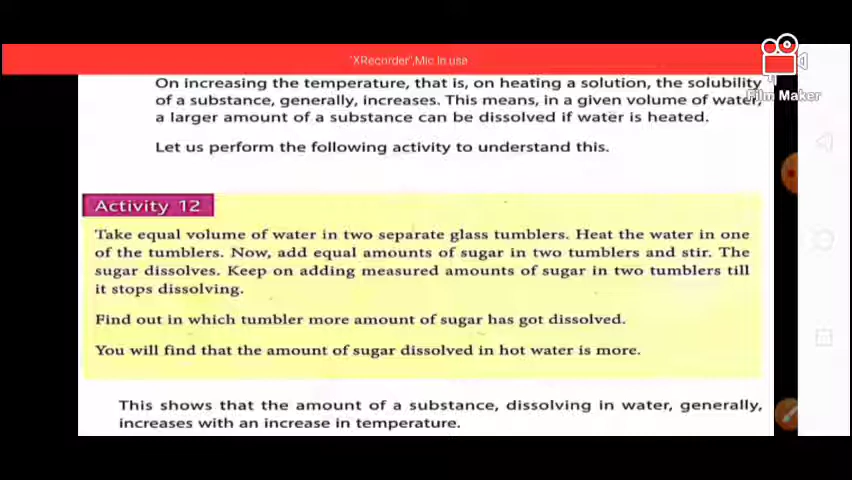 "XRecorder".Mic in use
Film Maker
On increasing the temperature, that is, on heating a solution, the solubility
of a substance, generally, increases. This means, in a given volume of water,
a larger amount of a substance can be dissolved if water is heated.
Let us perform the following activity to understand this.
Activity 12
Take equal volume of water in two separate glass tumblers. Heat the water in one
of the tumblers. Now, add equal amounts of sugar in two tumblers and stir. The
sugar dissolves. Keep on adding measured amounts of sugar in two tumblers till
it stops dissolving.
Find out in which tumbler more amount of sugar has got dissolved.
You will find that the amount of sugar dissolved in hot water is more.
This shows that the amount of a substance, dissolving in water, generally,
increases with an increase in temperature.